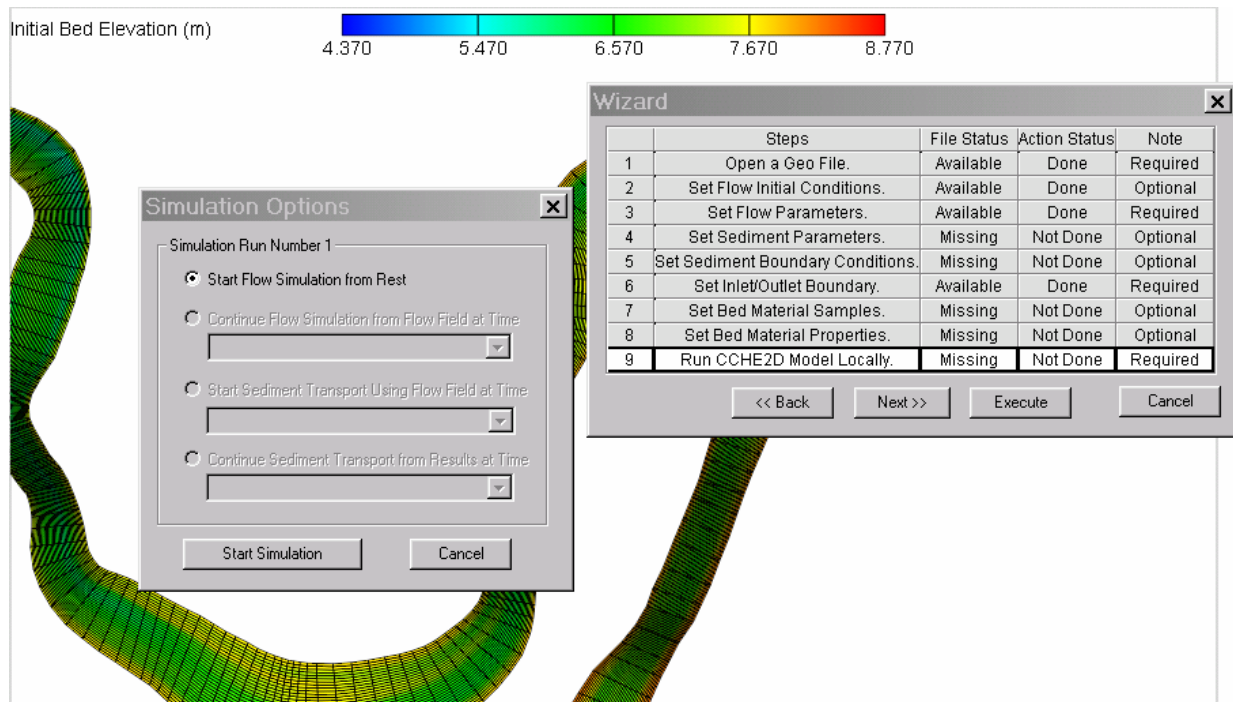 Initial Bed Elevation (m)
4.370 5.470 6.570 7.670 8.770
Wizard
Steps File Status Action Status Note
1 Open a Geo File. Available Done Required
2 Set Flow Initial Conditions. Available Done Optional
3 Set Flow Parameters. Available Done Required
4 Set Sediment Parameters. Missing Not Done Optional
5 Set Sediment Boundary Conditions. Missing Not Done Optional
6 Set Inlet/Outlet Boundary. Available Done Required
7 Set Bed Material Samples. Missing Not Done Optional
8 Set Bed Material Properties. Missing Not Done Optional
9 Run CCHE2D Model Locally. Missing Not Done Required
<< Back Next >> Execute Cancel
Simulation Options
Simulation Run Number 1
Start Flow Simulation from Rest
Continue Flow Simulation from Flow Field at Time
Start Sediment Transport Using Flow Field at Time
Continue Sediment Transport from Results at Time
Start Simulation Cancel